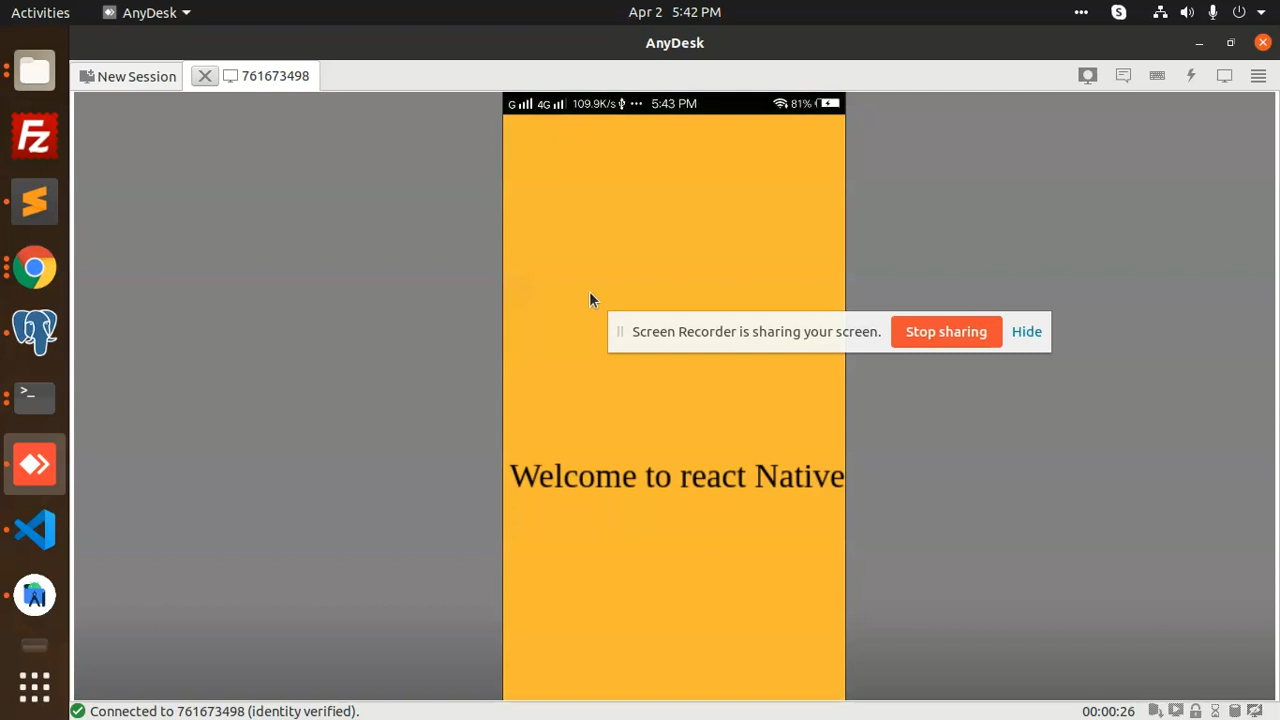 Activities AnyDesk Apr 2 5:42 PM
AnyDesk
New Session 761673498
G 4G 109.9K/s 5:43 PM 81%
Screen Recorder is sharing your screen. Stop sharing Hide
Welcome to react Native
Connected to 761673498 (identity verified). 00:00:26